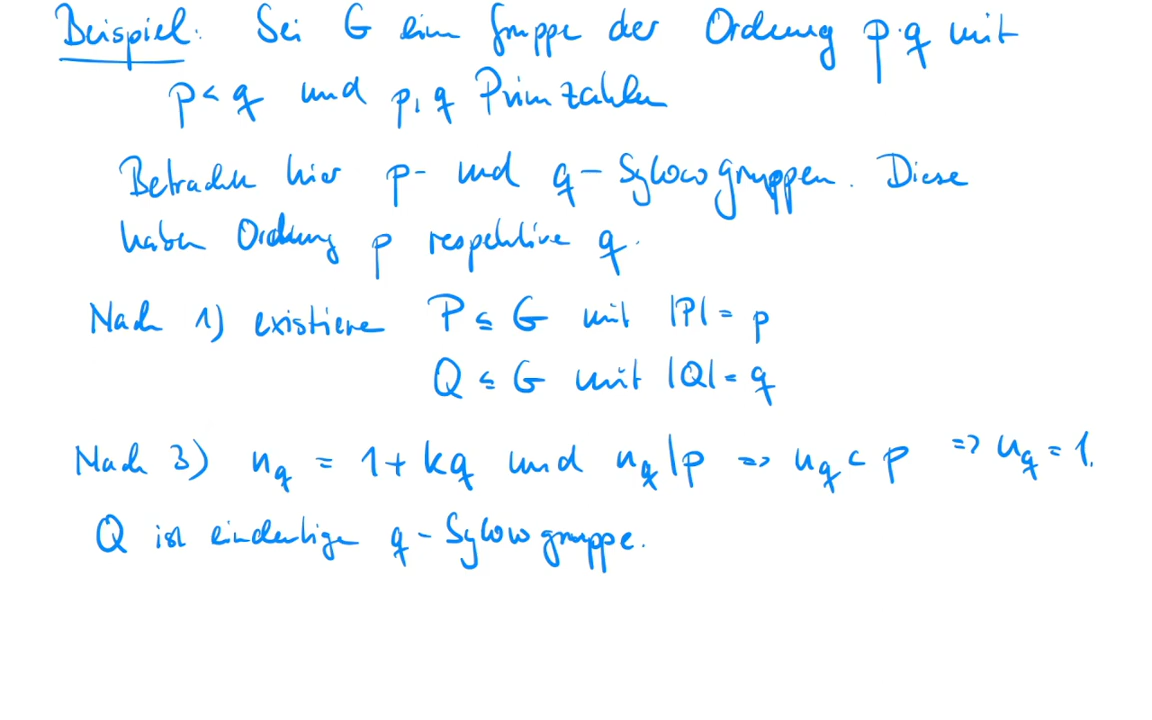 Beispiel: Sei G eine Gruppe der Ordnung p·q mit
p < q und p, q Primzahlen
Betrachte hier p- und q-Sylowgruppen. Diese
haben Ordnung p respektive q.
Nach 1) existiere P ≤ G mit |P| = p
Q ≤ G mit |Q| = q
Nach 3) n_q = 1 + kq und n_q | p => n_q < p => n_q = 1.
Q ist eindeutige q-Sylowgruppe.